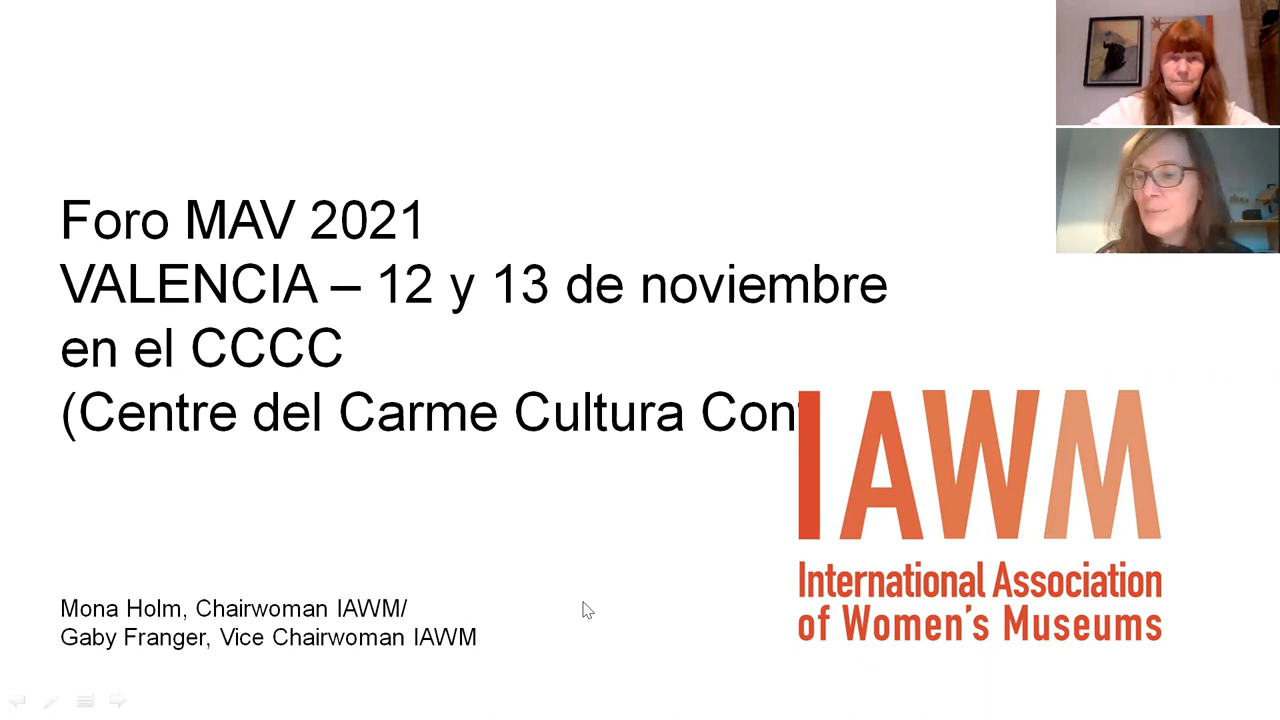 Foro MAV 2021
VALENCIA – 12 y 13 de noviembre
en el CCCC
(Centre del Carme Cultura Con
IAWM
International Association
of Women's Museums
Mona Holm, Chairwoman IAWM/
Gaby Franger, Vice Chairwoman IAWM